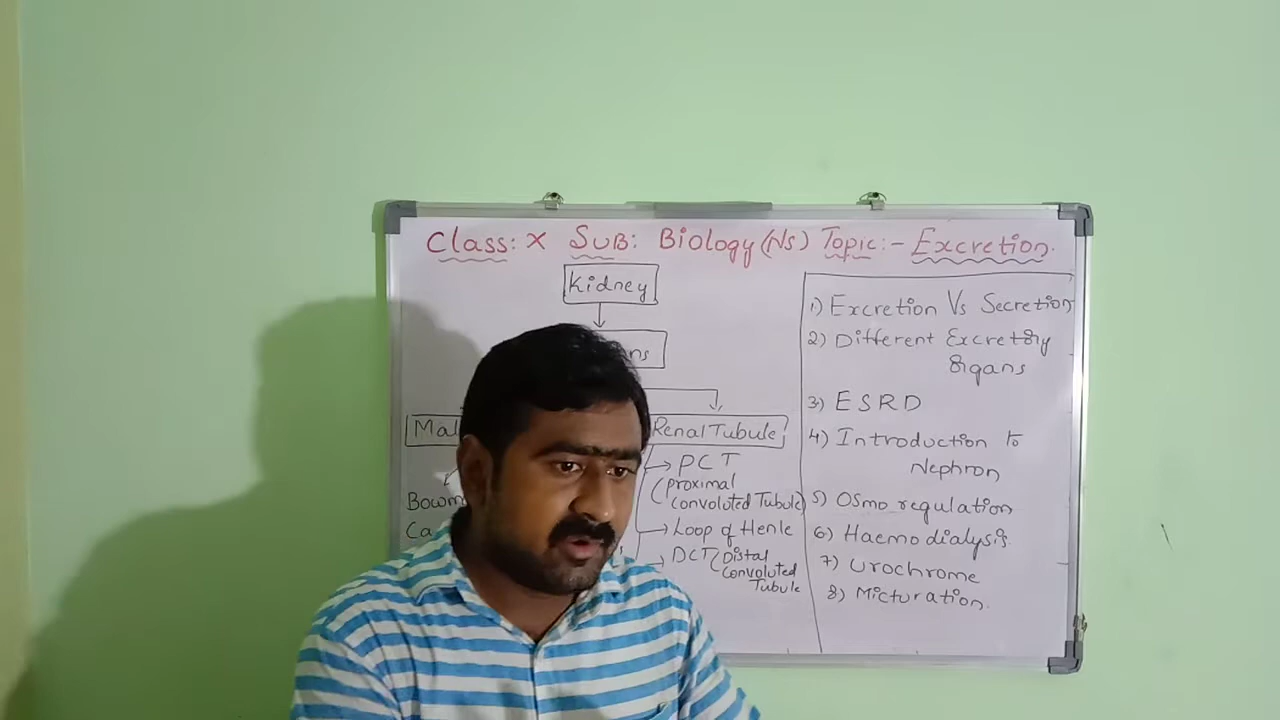 Class: X SUB: Biology(NS) Topic:- Excretion.
Kidney
Renal Tubule
PCT
(Proximal
Convoluted Tubule)
Loop of Henle
DCT (Distal
Convoluted
Tubule
1) Excretion Vs Secretion
2) Different Excretory
Organs
3) ESRD
4) Introduction to
Nephron
5) Osmo regulation
6) Haemo dialysis.
7) Urochrome
8) Micturation.